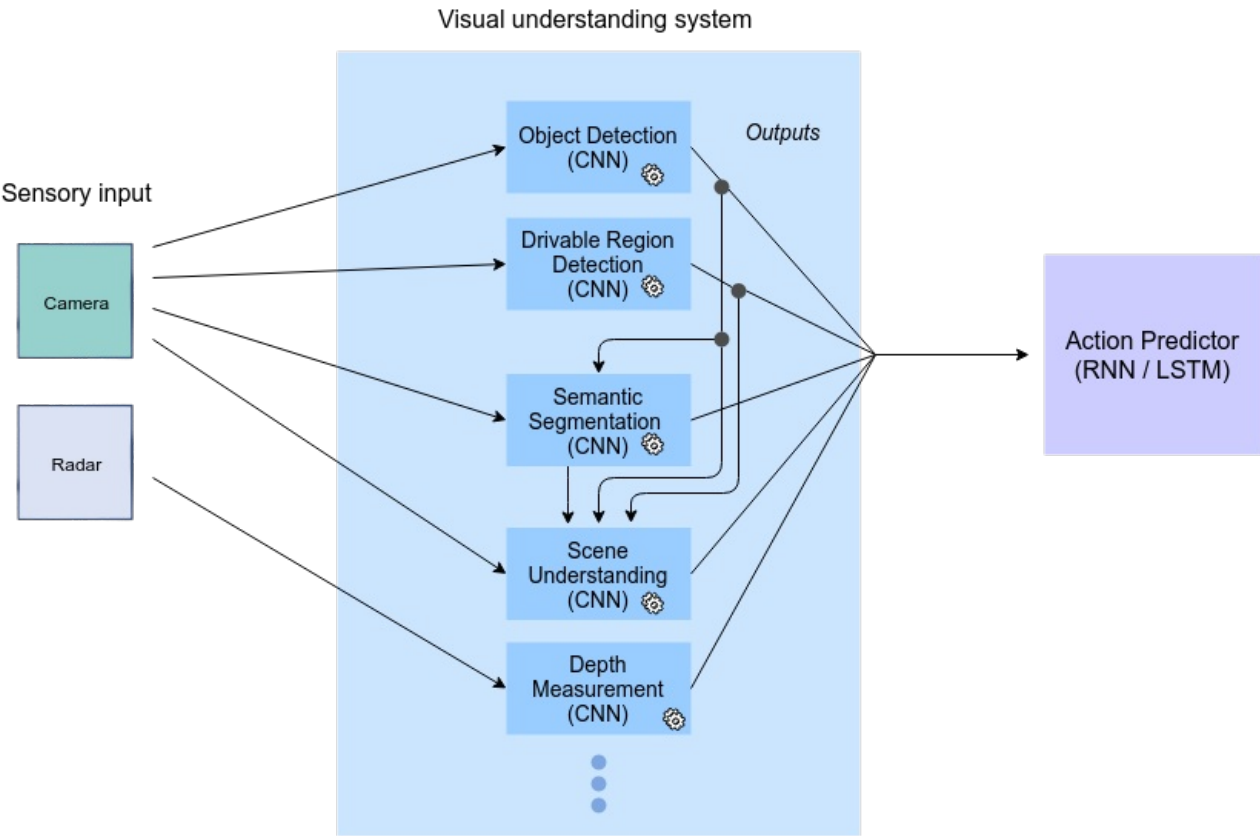 Visual understanding system
Sensory input
Camera
Radar
Object Detection
(CNN)
Drivable Region
Detection
(CNN)
Semantic
Segmentation
(CNN)
Scene
Understanding
(CNN)
Depth
Measurement
(CNN)
Outputs
Action Predictor
(RNN / LSTM)